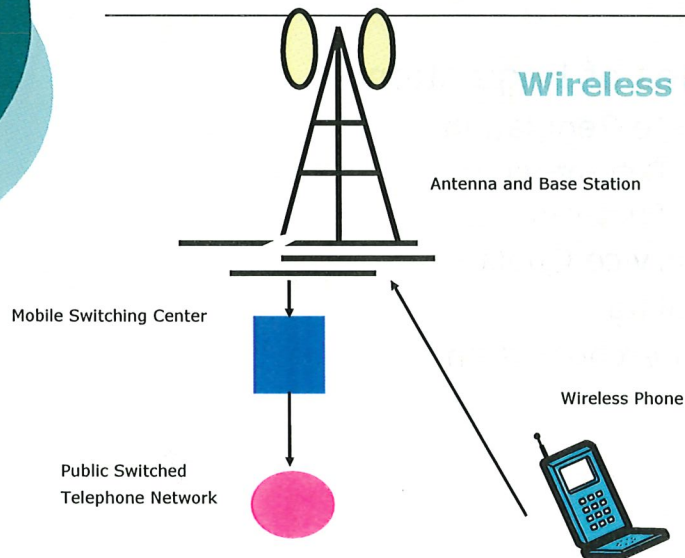 Wireless
Antenna and Base Station
Mobile Switching Center
Wireless Phone
Public Switched
Telephone Network